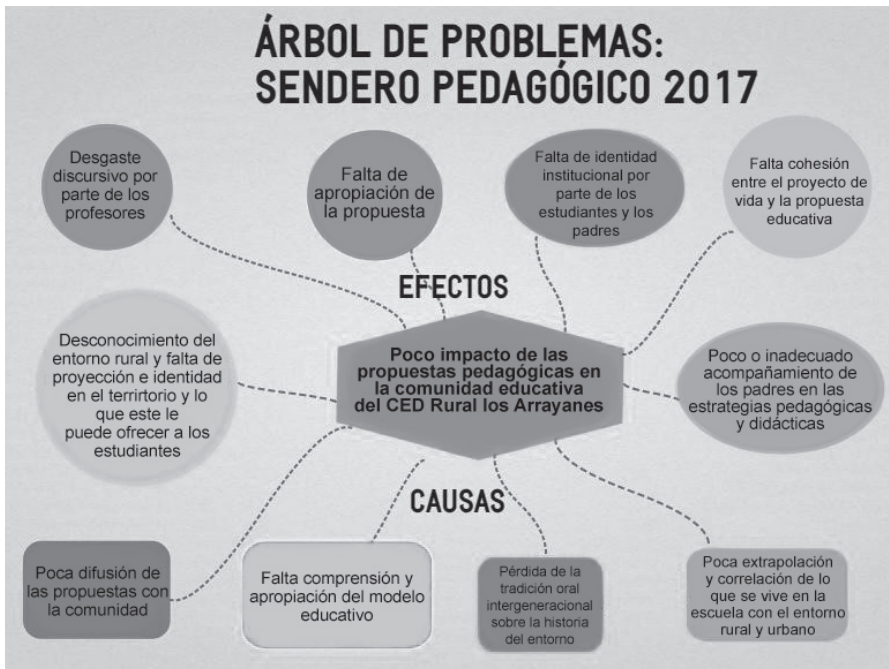 ÁRBOL DE PROBLEMAS:
SENDERO PEDAGÓGICO 2017
Desgaste
discursivo por
parte de los
profesores
Falta de
apropiación de
la propuesta
Falta de identidad
institucional por
parte de los
estudiantes y los
padres
Falta cohesión
entre el proyecto de
vida y la propuesta
educativa
EFECTOS
Desconocimiento del
entorno rural y falta de
proyección e identidad
en el terrirtorio y lo
que este le
puede ofrecer a los
estudiantes
Poco impacto de las
propuestas pedagógicas en
la comunidad educativa
del CED Rural los Arrayanes
Poco o inadecuado
acompañamiento de
los padres en las
estrategias pedagógicas
y didácticas
CAUSAS
Poca difusión de
las propuestas con
la comunidad
Falta comprensión y
apropiación del modelo
educativo
Pérdida de la
tradición oral
intergeneracional
sobre la historia
del entorno
Poca extrapolación
y correlación de lo
que se vive en la
escuela con el entorno
rural y urbano